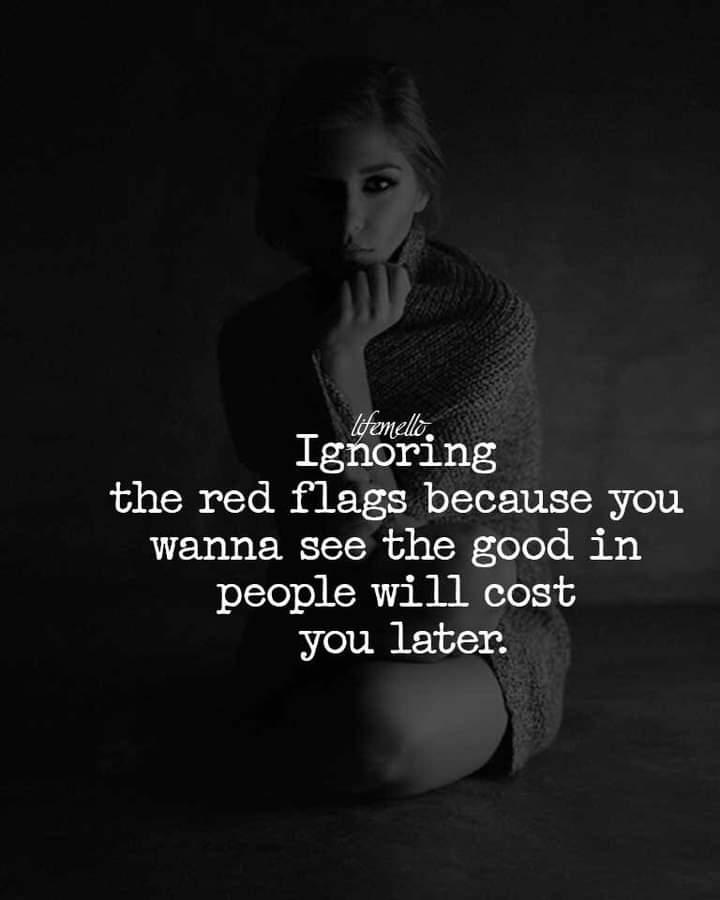 lifemello
Ignoring
the red flags because you
wanna see the good in
people will cost
you later.